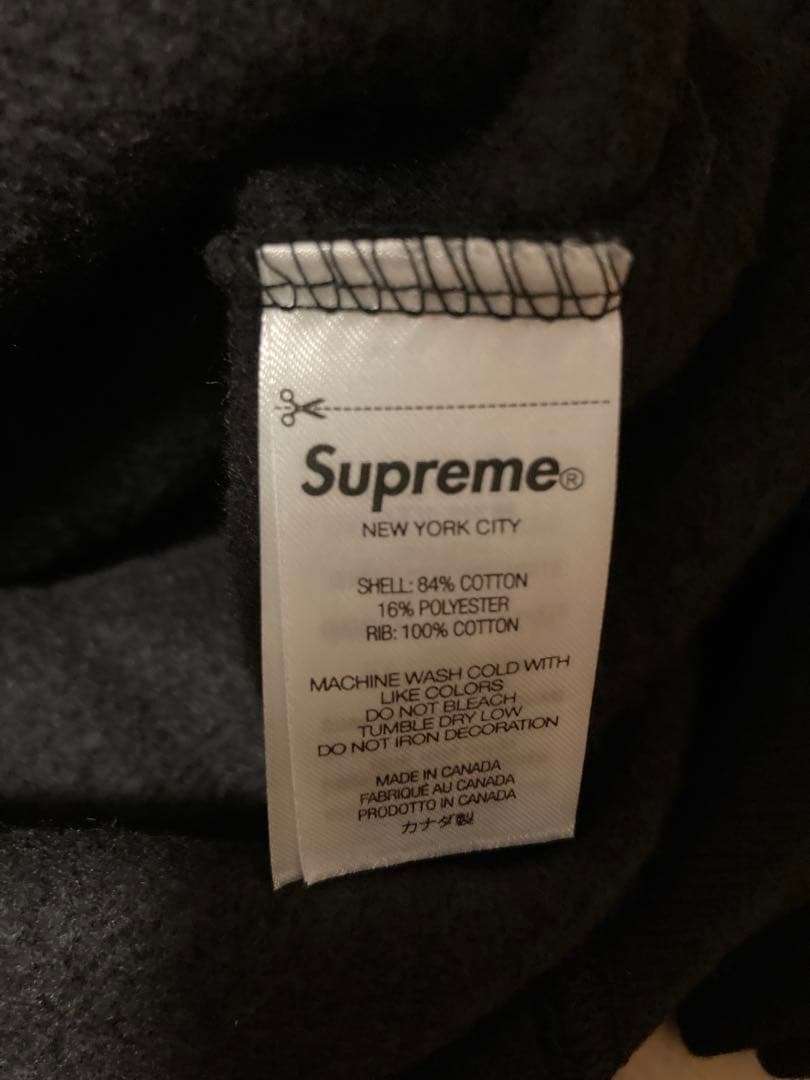 Supreme®
NEW YORK CITY
SHELL: 84% COTTON
16% POLYESTER
RIB: 100% COTTON
MACHINE WASH COLD WITH
LIKE COLORS
DO NOT BLEACH
TUMBLE DRY LOW
DO NOT IRON DECORATION
MADE IN CANADA
FABRIQUÉ AU CANADA
PRODOTTO IN CANADA
カナダ製